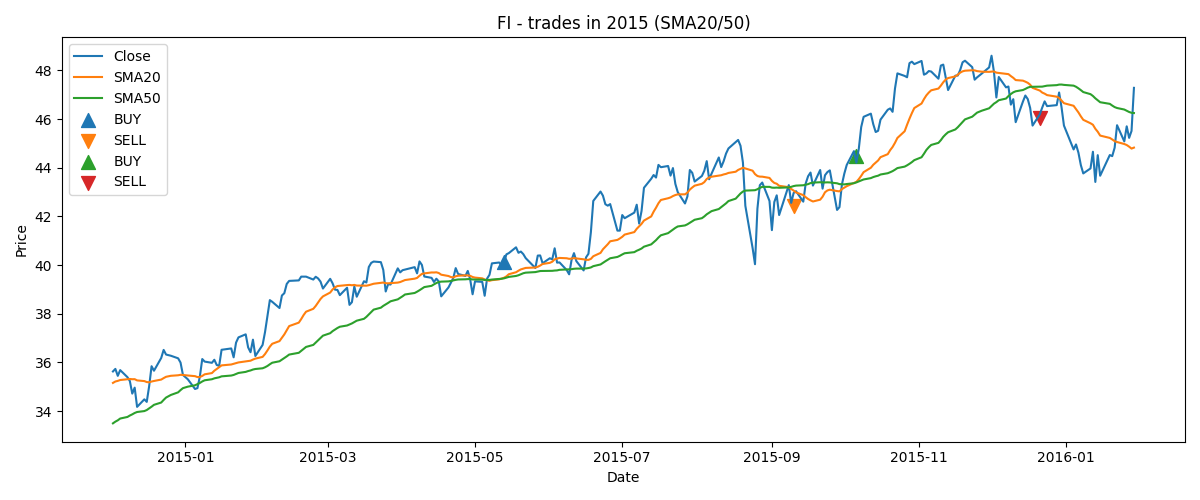 FI - trades in 2015 (SMA20/50)
Close
SMA20
SMA50
BUY
SELL
BUY
SELL
Price
48
46
44
42
40
38
36
34
2015-01 2015-03 2015-05 2015-07 2015-09 2015-11 2016-01
Date